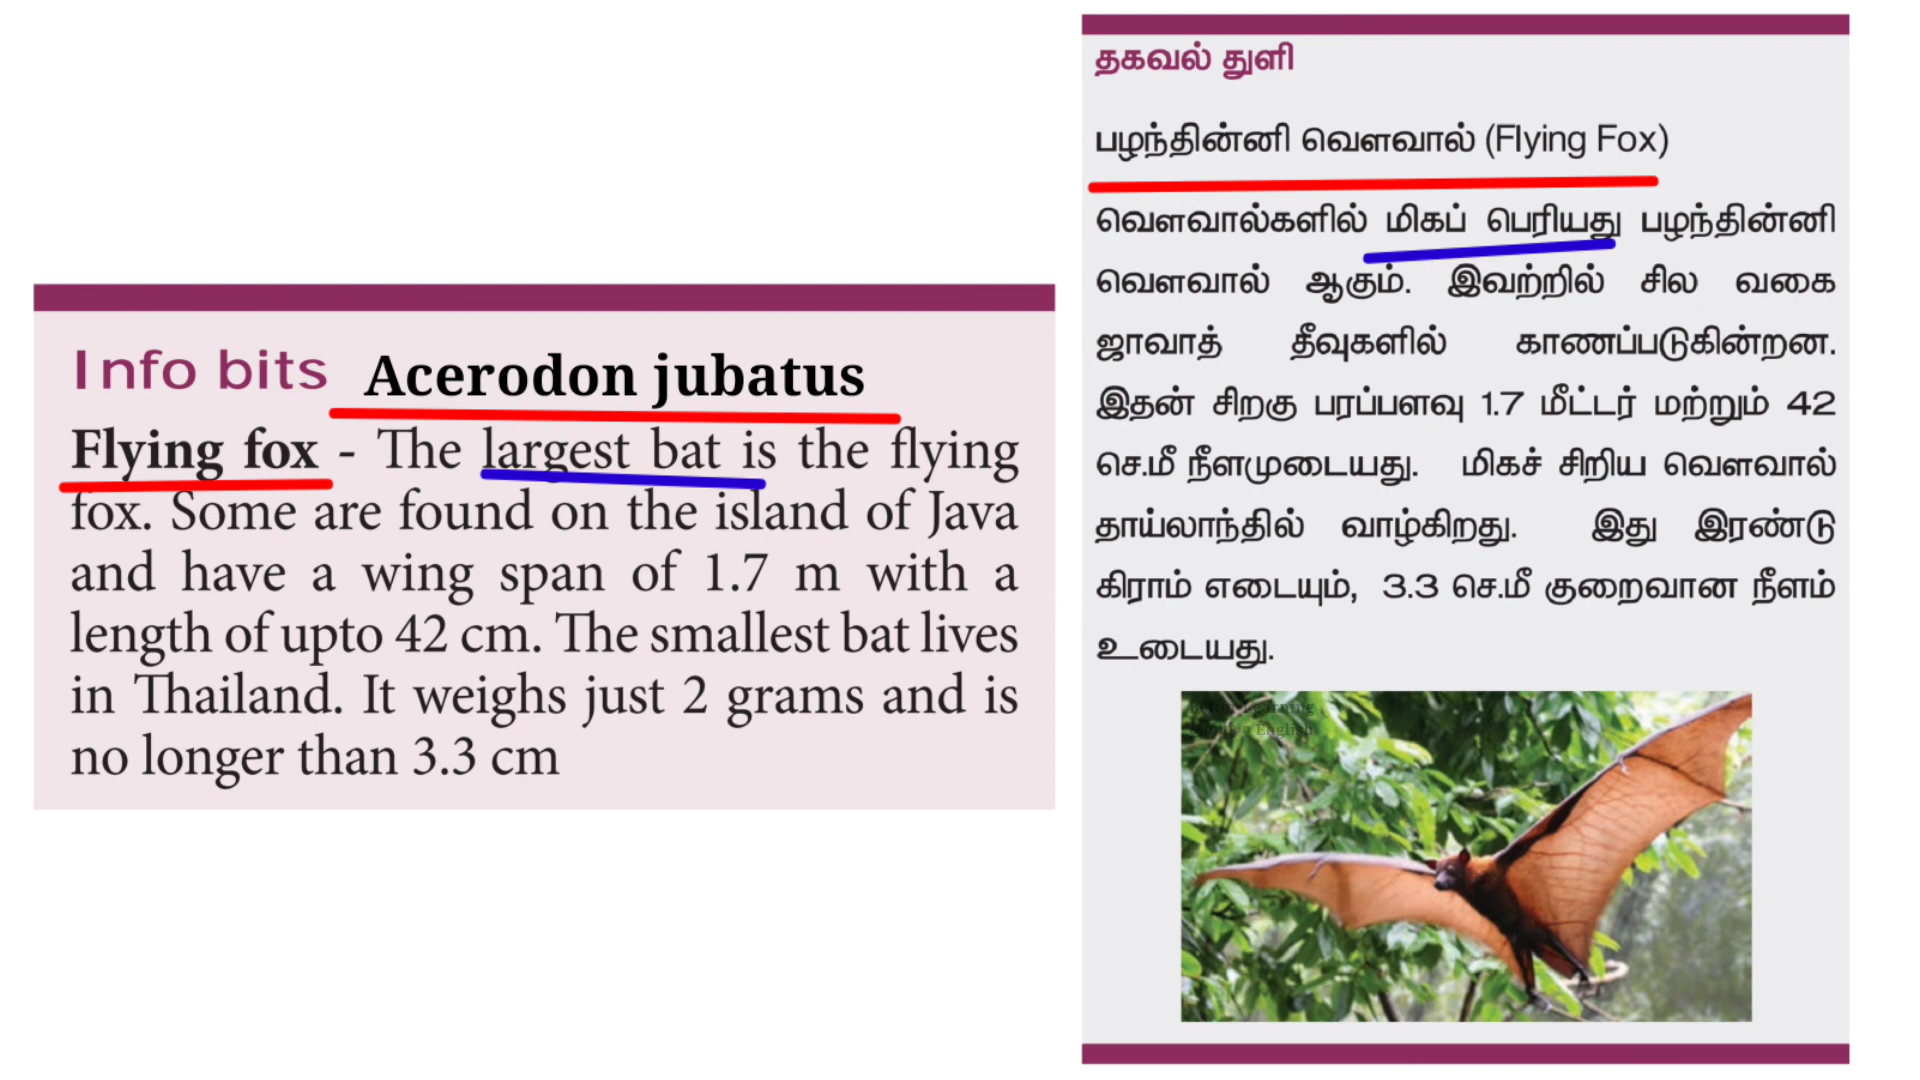 Info bits Acerodon jubatus
Flying fox - The largest bat is the flying
fox. Some are found on the island of Java
and have a wing span of 1.7 m with a
length of upto 42 cm. The smallest bat lives
in Thailand. It weighs just 2 grams and is
no longer than 3.3 cm
தகவல் துளி
பழந்தின்னி வௌவால் (Flying Fox)
வௌவால்களில் மிகப் பெரியது பழந்தின்னி
வௌவால் ஆகும். இவற்றில் சில வகை
ஜாவாத் தீவுகளில் காணப்படுகின்றன.
இதன் சிறகு பரப்பளவு 1.7 மீட்டர் மற்றும் 42
செ.மீ நீளமுடையது. மிகச் சிறிய வௌவால்
தாய்லாந்தில் வாழ்கிறது. இது இரண்டு
கிராம் எடையும், 3.3 செ.மீ குறைவான நீளம்
உடையது.